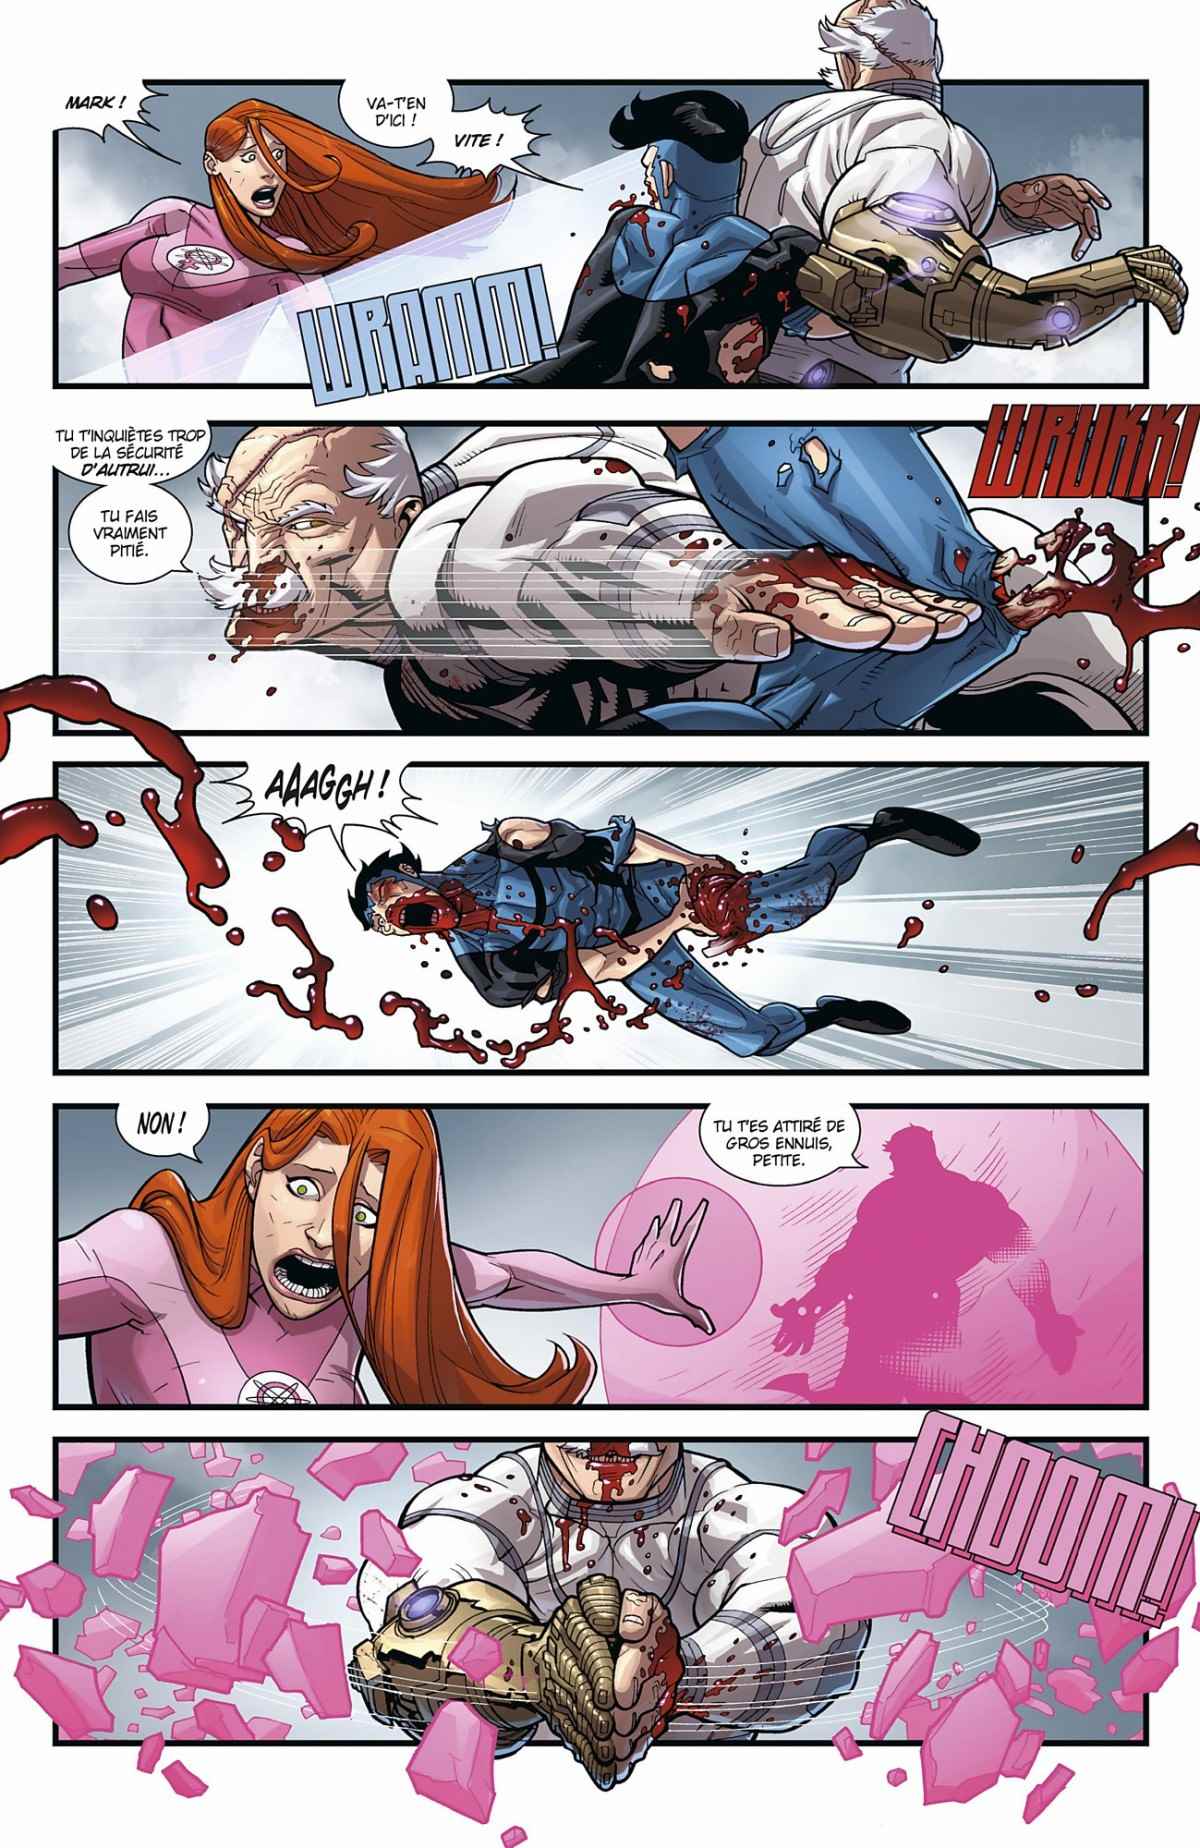 MARK !
VA-T'EN
D'ICI !
VITE !
WRAMM!
TU T'INQUIÈTES TROP
DE LA SÉCURITÉ
D'AUTRUI...
TU FAIS
VRAIMENT
PITIÉ.
WRUKK!
AAAGGH !
NON !
TU T'ES ATTIRÉ DE
GROS ENNUIS,
PETITE.
CHOOM!